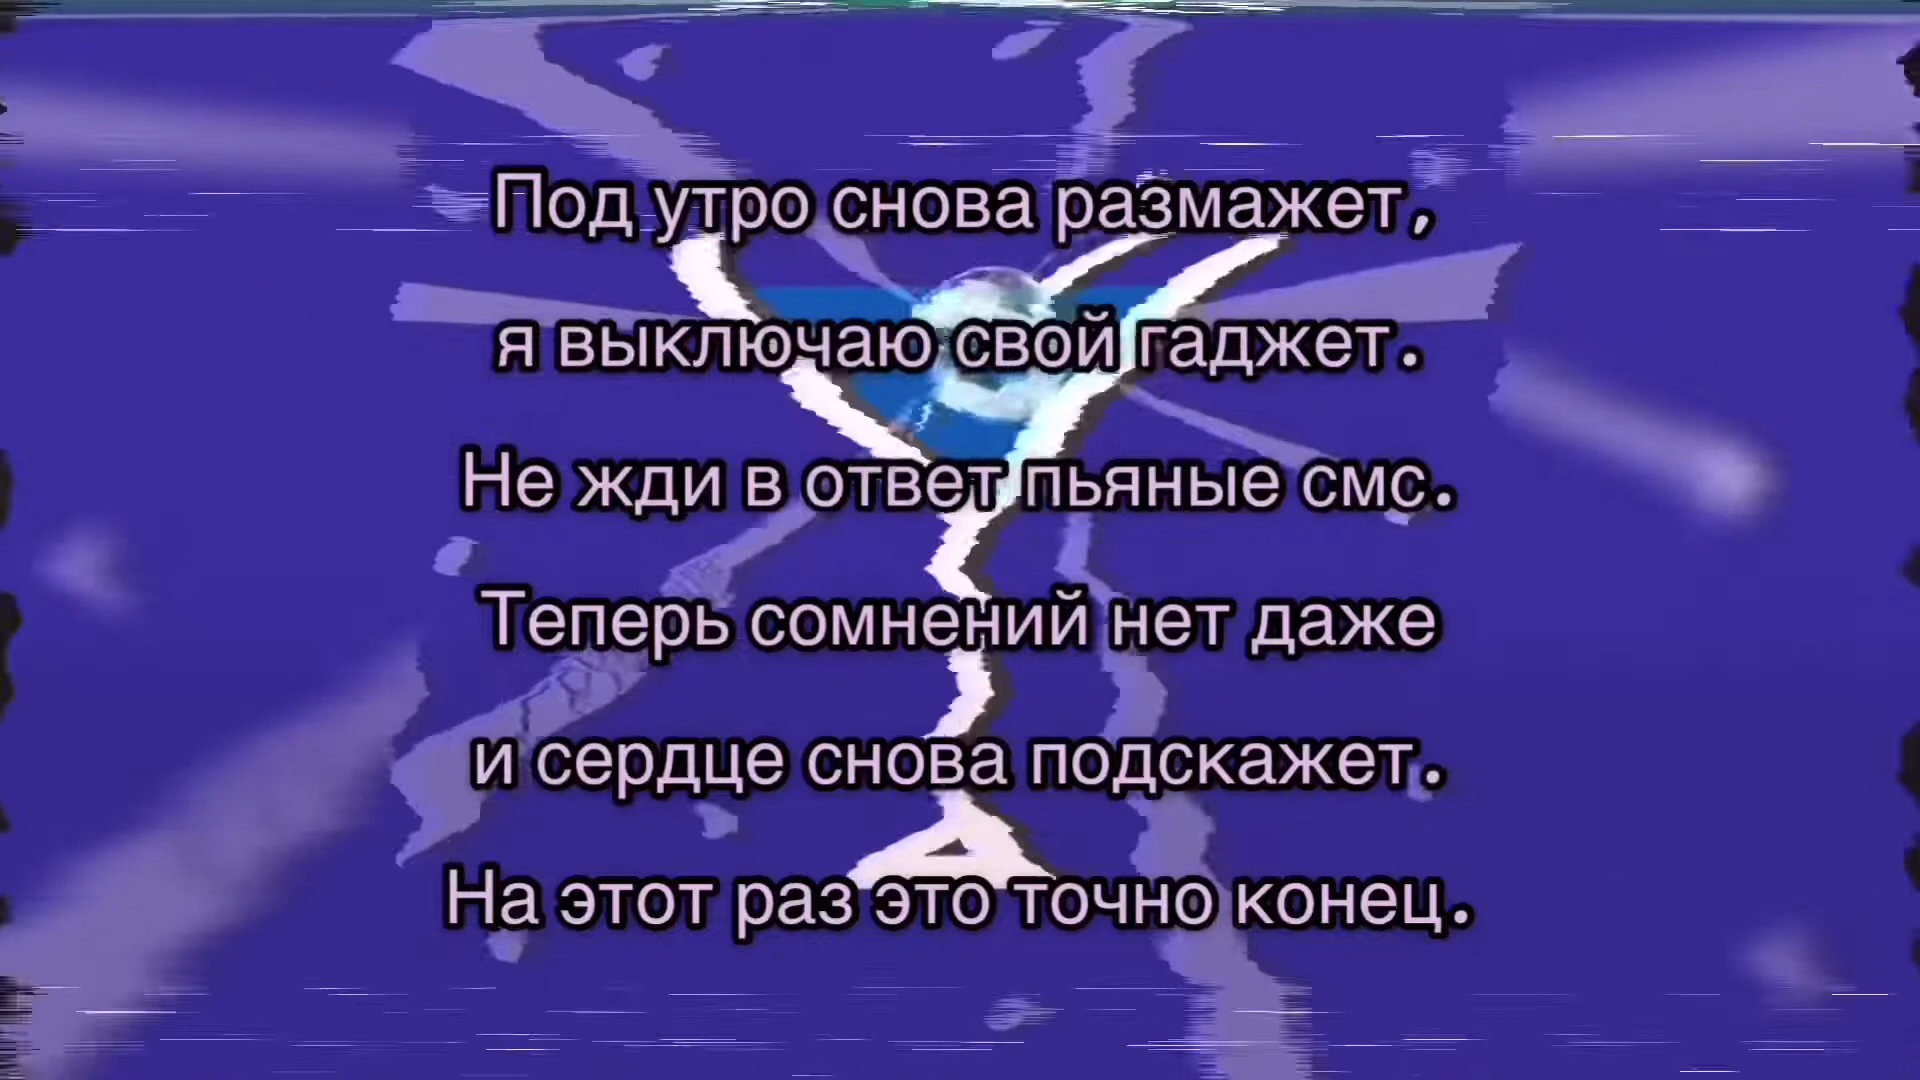 Под утро снова размажет,
я выключаю свой гаджет.
Не жди в ответ пьяные смс.
Теперь сомнений нет даже
и сердце снова подскажет.
На этот раз это точно конец.